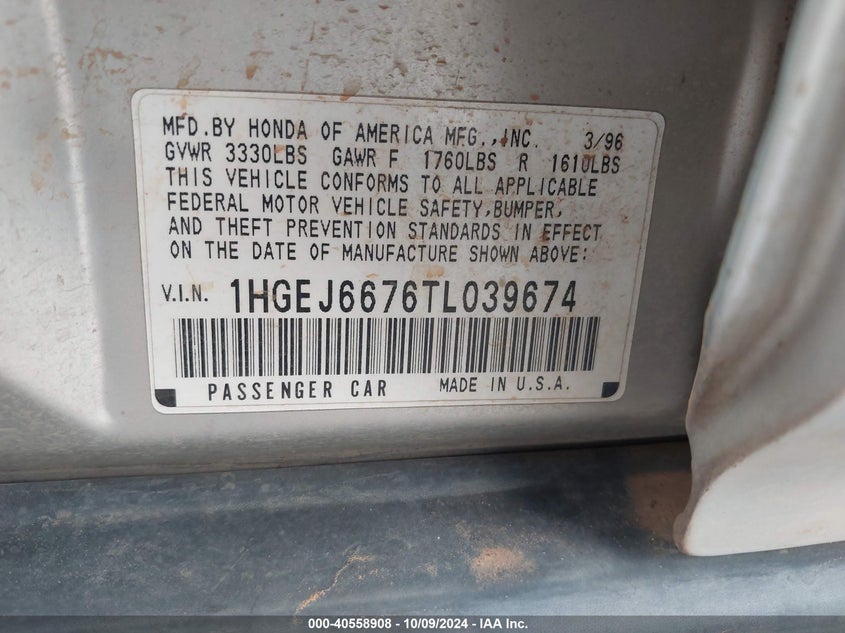 MFD.BY HONDA OF AMERICA MFG.,INC. 3/96
GVWR 3330LBS GAWR F 1760LBS R 1610LBS
THIS VEHICLE CONFORMS TO ALL APPLICABLE
FEDERAL MOTOR VEHICLE SAFETY,BUMPER,
AND THEFT PREVENTION STANDARDS IN EFFECT
ON THE DATE OF MANUFACTURE SHOWN ABOVE:
V.I.N. 1HGEJ6676TL039674
PASSENGER CAR MADE IN U.S.A.
000-40558908 - 10/09/2024 - IAA Inc.